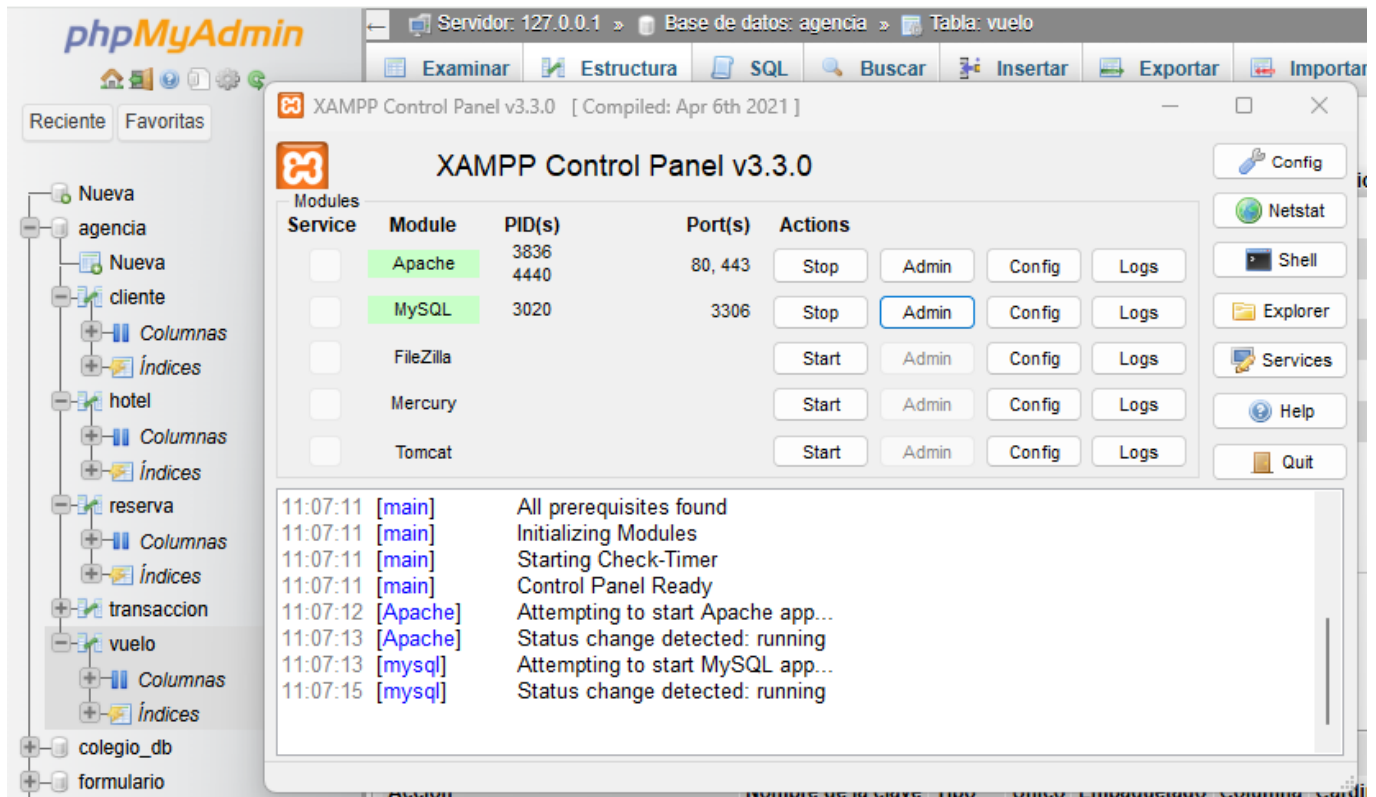 phpMyAdmin
Servidor: 127.0.0.1 » Base de datos: agencia » Tabla: vuelo
Examinar Estructura SQL Buscar Insertar Exportar Importar
Reciente Favoritas
Nueva
agencia
Nueva
cliente
Columnas
Índices
hotel
Columnas
Índices
reserva
Columnas
Índices
transaccion
vuelo
Columnas
Índices
colegio_db
formulario
XAMPP Control Panel v3.3.0 [ Compiled: Apr 6th 2021 ]
XAMPP Control Panel v3.3.0
Modules
Service Module PID(s) Port(s) Actions
Apache 3836 4440 80, 443 Stop Admin Config Logs
MySQL 3020 3306 Stop Admin Config Logs
FileZilla Start Admin Config Logs
Mercury Start Admin Config Logs
Tomcat Start Admin Config Logs
Config
Netstat
Shell
Explorer
Services
Help
Quit
11:07:11 [main] All prerequisites found
11:07:11 [main] Initializing Modules
11:07:11 [main] Starting Check-Timer
11:07:11 [main] Control Panel Ready
11:07:12 [Apache] Attempting to start Apache app...
11:07:13 [Apache] Status change detected: running
11:07:13 [mysql] Attempting to start MySQL app...
11:07:15 [mysql] Status change detected: running